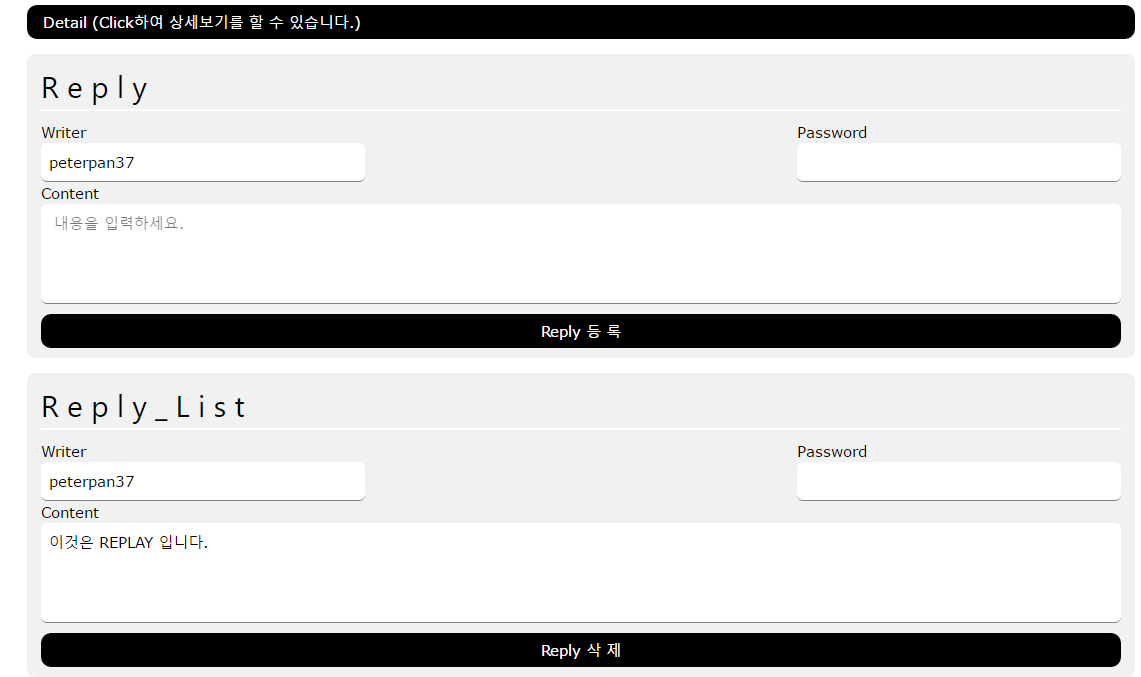 Detail (Click하여 상세보기를 할 수 있습니다.)
Reply
Writer
Password
peterpan37
Content
내용을 입력하세요.
Reply 등 록
Reply_List
Writer
Password
peterpan37
Content
이것은 REPLAY 입니다.
Reply 삭 제